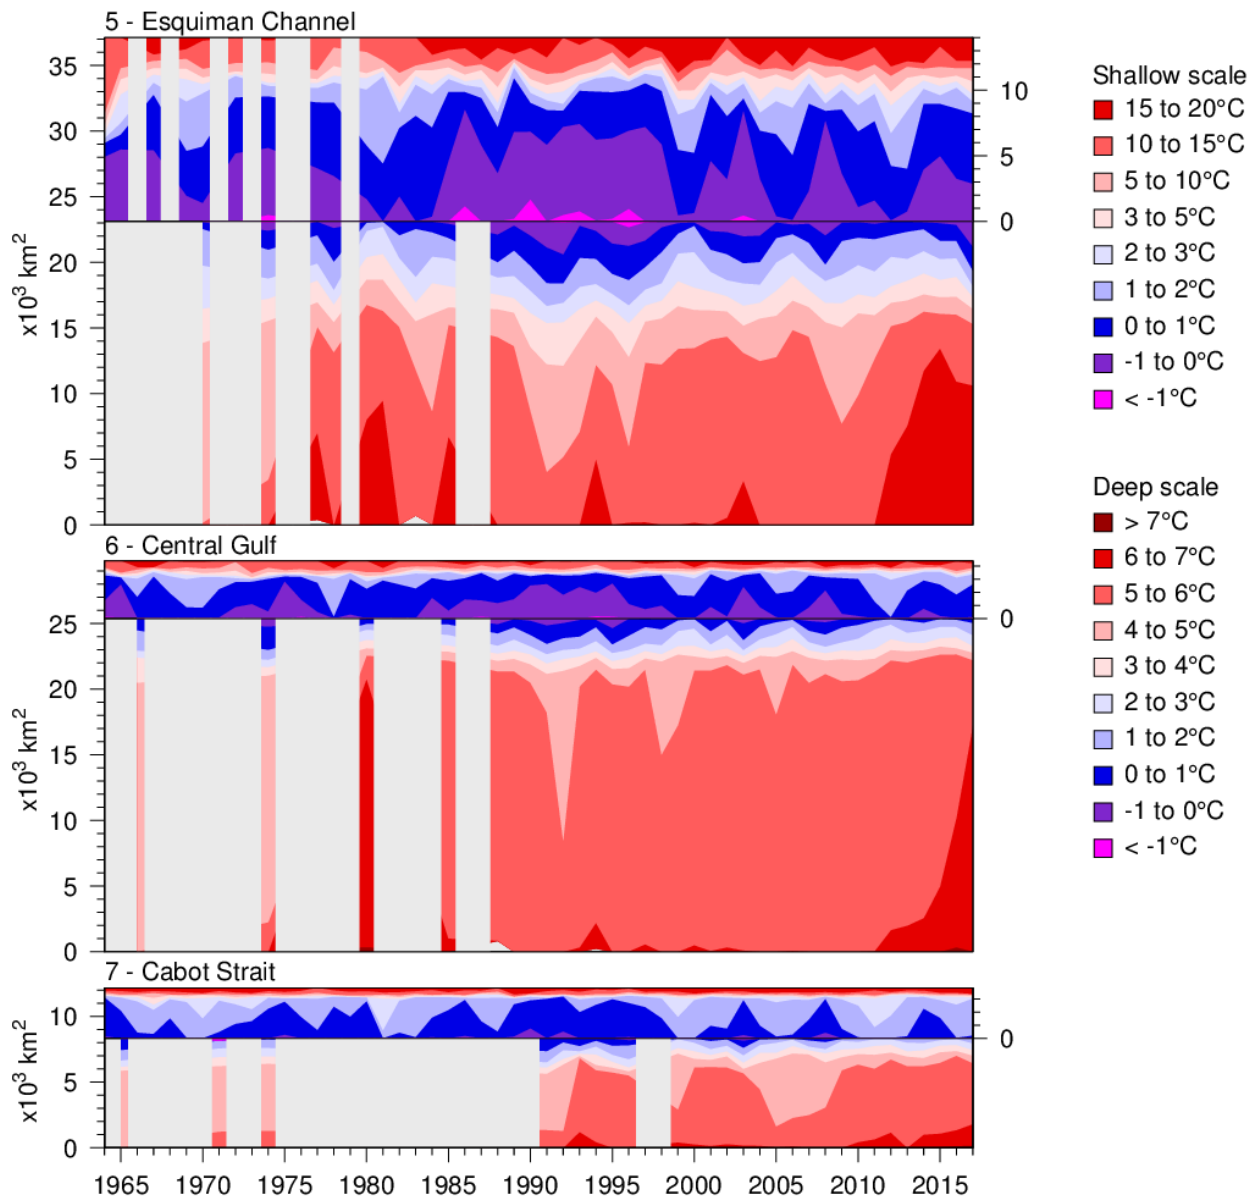 5 - Esquiman Channel
35
30
25
20
15
10
5
0
x10³ km²
10
5
0
6 - Central Gulf
25
20
15
10
5
0
x10³ km²
0
7 - Cabot Strait
10
5
0
x10³ km²
0
1965 1970 1975 1980 1985 1990 1995 2000 2005 2010 2015
Shallow scale
15 to 20°C
10 to 15°C
5 to 10°C
3 to 5°C
2 to 3°C
1 to 2°C
0 to 1°C
-1 to 0°C
< -1°C
Deep scale
> 7°C
6 to 7°C
5 to 6°C
4 to 5°C
3 to 4°C
2 to 3°C
1 to 2°C
0 to 1°C
-1 to 0°C
< -1°C